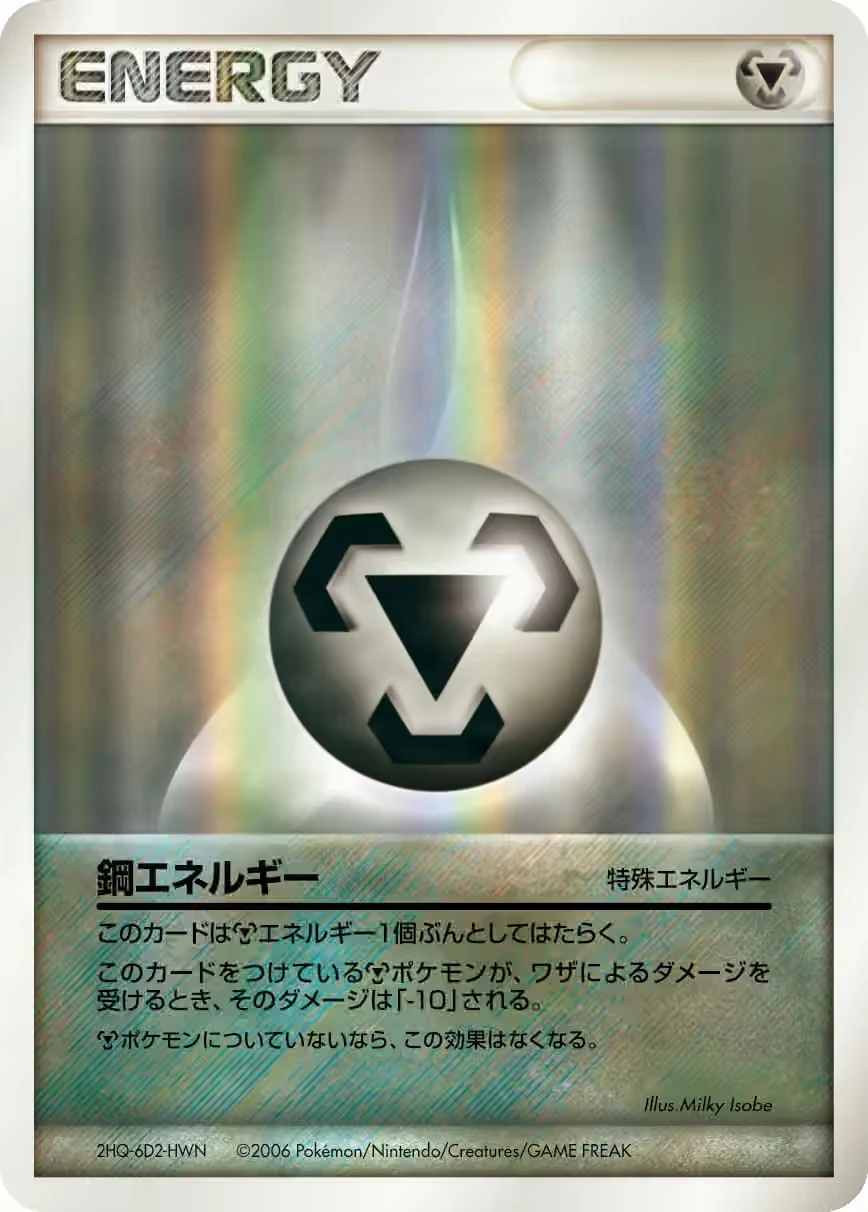 ENERGY
鋼エネルギー
特殊エネルギー
このカードはエネルギー1個ぶんとしてはたらく。
このカードをつけているポケモンが、ワザによるダメージを
受けるとき、そのダメージは「-10」される。
ポケモンについていないなら、この効果はなくなる。
Illus.Milky Isobe
2HQ-6D2-HWN ©2006 Pokémon/Nintendo/Creatures/GAME FREAK